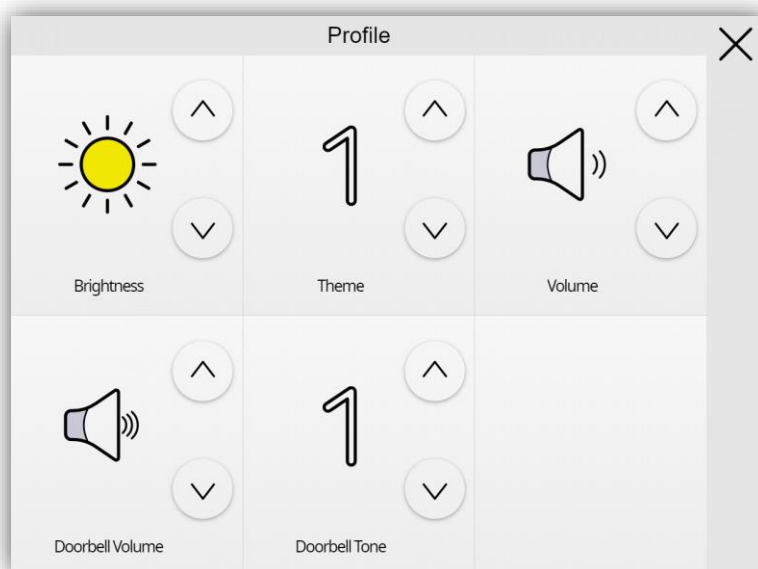 Profile
1
Brightness
Theme
Volume
1
Doorbell Volume
Doorbell Tone